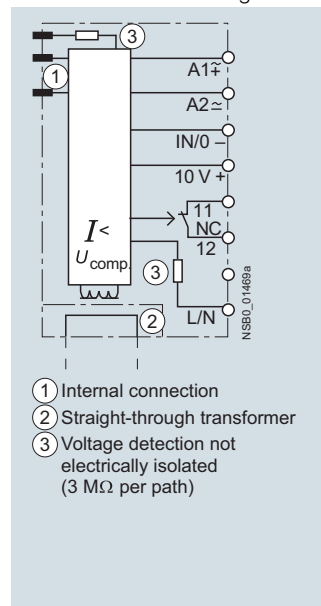 3
1
A1≂+
A2≃
IN/0 –
10 V +
11
NC
12
I<
U comp.
3
L/N
2
NSB0_01469a
1 Internal connection
2 Straight-through transformer
3 Voltage detection not
electrically isolated
(3 MΩ per path)